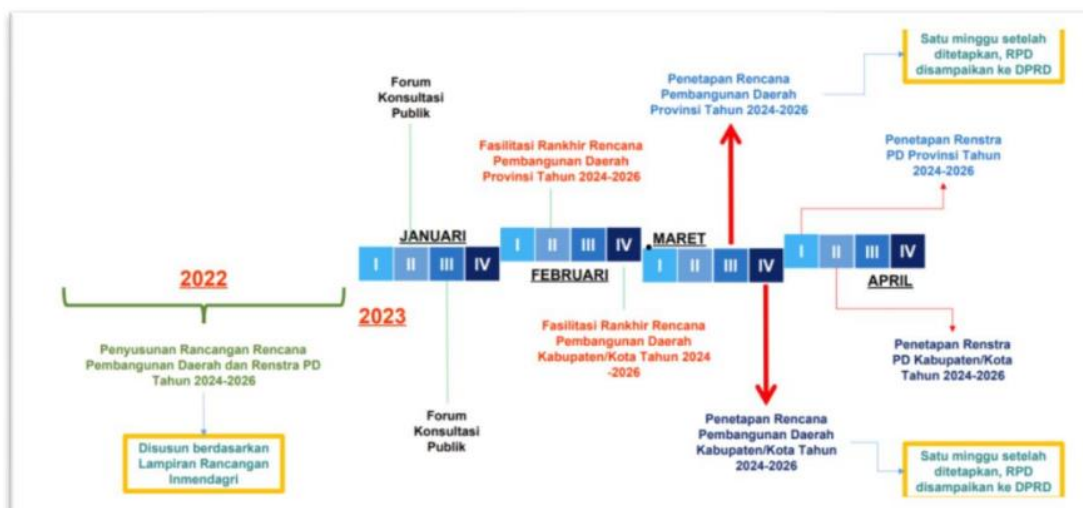 Satu minggu setelah
ditetapkan, RPD
disampaikan ke DPRD
Forum
Konsultasi
Publik
Penetapan Rencana
Pembangunan Daerah
Provinsi Tahun 2024-2026
Fasilitasi Rankhir Rencana
Pembangunan Daerah
Provinsi Tahun 2024-2026
Penetapan Renstra
PD Provinsi Tahun
2024-2026
JANUARI
I II III IV
I II III IV
FEBRUARI
MARET
I II III IV
I II III IV
APRIL
2022
2023
Penyusunan Rancangan Rencana
Pembangunan Daerah dan Renstra PD
Tahun 2024-2026
Disusun berdasarkan
Lampiran Rancangan
Inmendagri
Forum
Konsultasi
Publik
Fasilitasi Rankhir Rencana
Pembangunan Daerah
Kabupaten/Kota Tahun 2024
-2026
Penetapan Rencana
Pembangunan Daerah
Kabupaten/Kota Tahun
2024-2026
Penetapan Renstra
PD Kabupaten/Kota
Tahun 2024-2026
Satu minggu setelah
ditetapkan, RPD
disampaikan ke DPRD